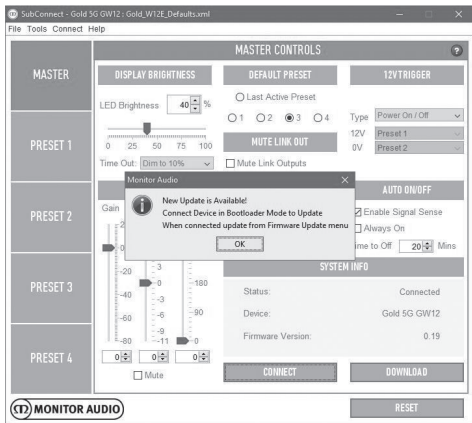 SubConnect - Gold 5G GW12 : Gold_W12E_Defaults.xml
File Tools Connect Help
MASTER CONTROLS
?
MASTER
PRESET 1
PRESET 2
PRESET 3
PRESET 4
DISPLAY BRIGHTNESS
LED Brightness 40 %
0 25 50 75 100
Time Out: Dim to 10%
DEFAULT PRESET
Last Active Preset
1 2 3 4
MUTE LINK OUT
Mute Link Outputs
12V TRIGGER
Type Power On / Off
12V Preset 1
0V Preset 2
Monitor Audio
New Update is Available!
Connect Device in Bootloader Mode to Update
When connected update from Firmware Update menu
OK
Gain
-20
-40
-60
-80
3
0
-3
-6
-9
-11
180
90
0
0 0 0
Mute
AUTO ON/OFF
Enable Signal Sense
Always On
ime to Off 20 Mins
SYSTEM INFO
Status: Connected
Device: Gold 5G GW12
Firmware Version: 0.19
CONNECT
DOWNLOAD
MONITOR AUDIO
RESET